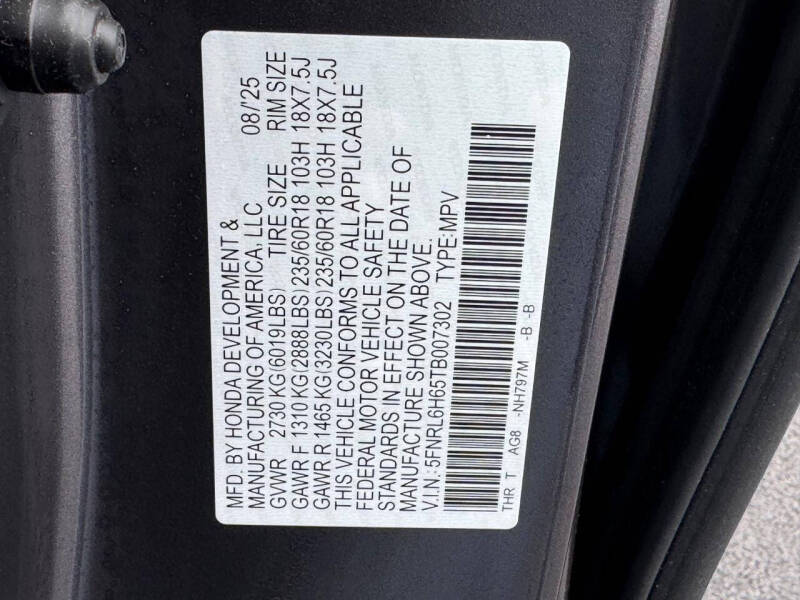 MFD. BY HONDA DEVELOPMENT &
MANUFACTURING OF AMERICA, LLC 08/'25
GVWR 2730 KG(6019LBS) TIRE SIZE RIM SIZE
GAWR F 1310 KG(2888LBS) 235/60R18 103H 18X7.5J
GAWR R 1465 KG(3230LBS) 235/60R18 103H 18X7.5J
THIS VEHICLE CONFORMS TO ALL APPLICABLE
FEDERAL MOTOR VEHICLE SAFETY
STANDARDS IN EFFECT ON THE DATE OF
MANUFACTURE SHOWN ABOVE.
V.I.N.:5FNRL6H65TB007302 TYPE:MPV
THR T AG8 -NH797M -B -B